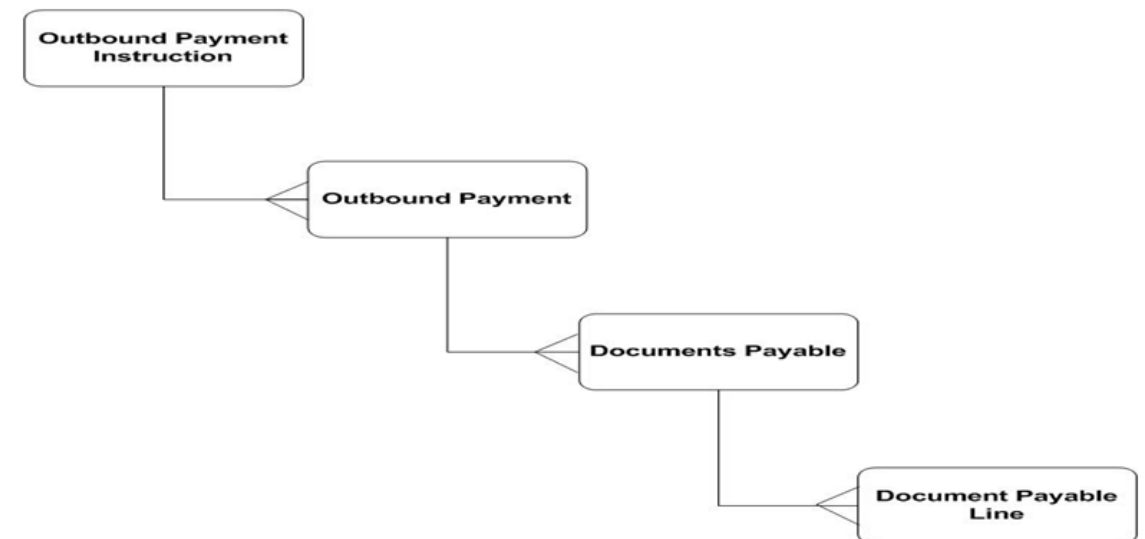 Outbound Payment
Instruction
Outbound Payment
Documents Payable
Document Payable
Line